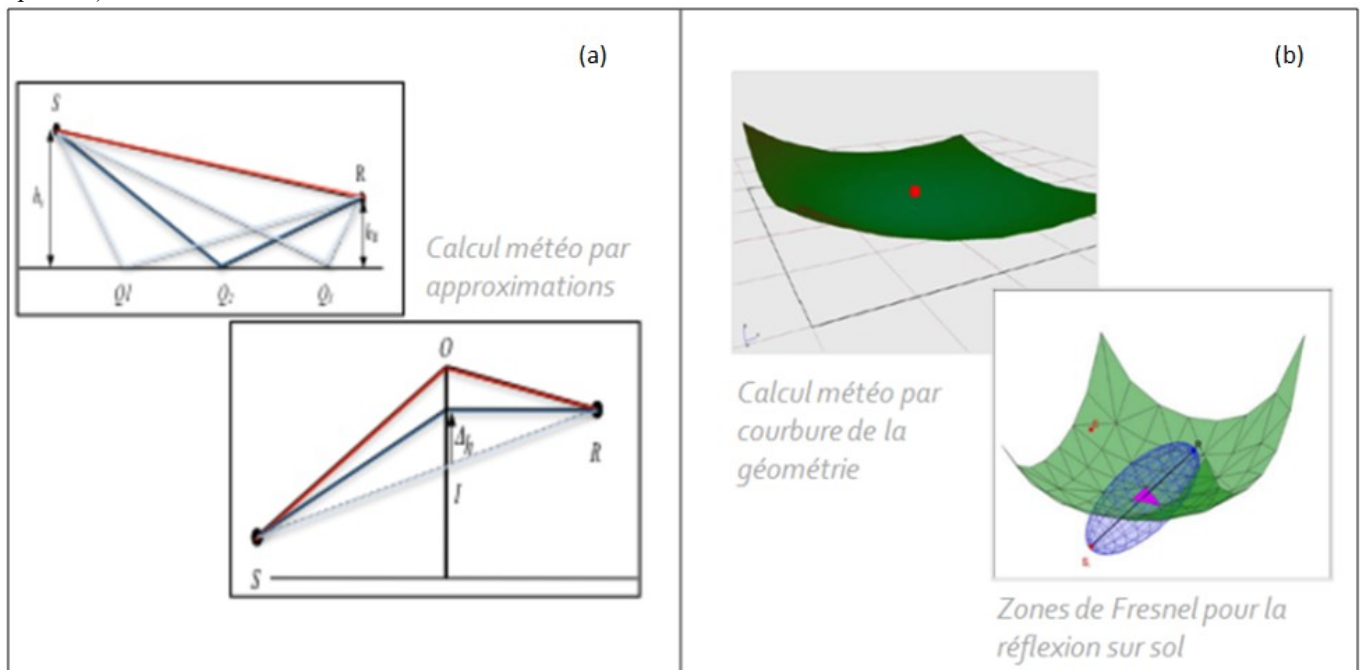 (a)
S
R
Q1
Q₂
Calcul météo par
approximations
O
R
I
S
(b)
Calcul météo par
courbure de la
géométrie
Zones de Fresnel pour la
réflexion sur sol